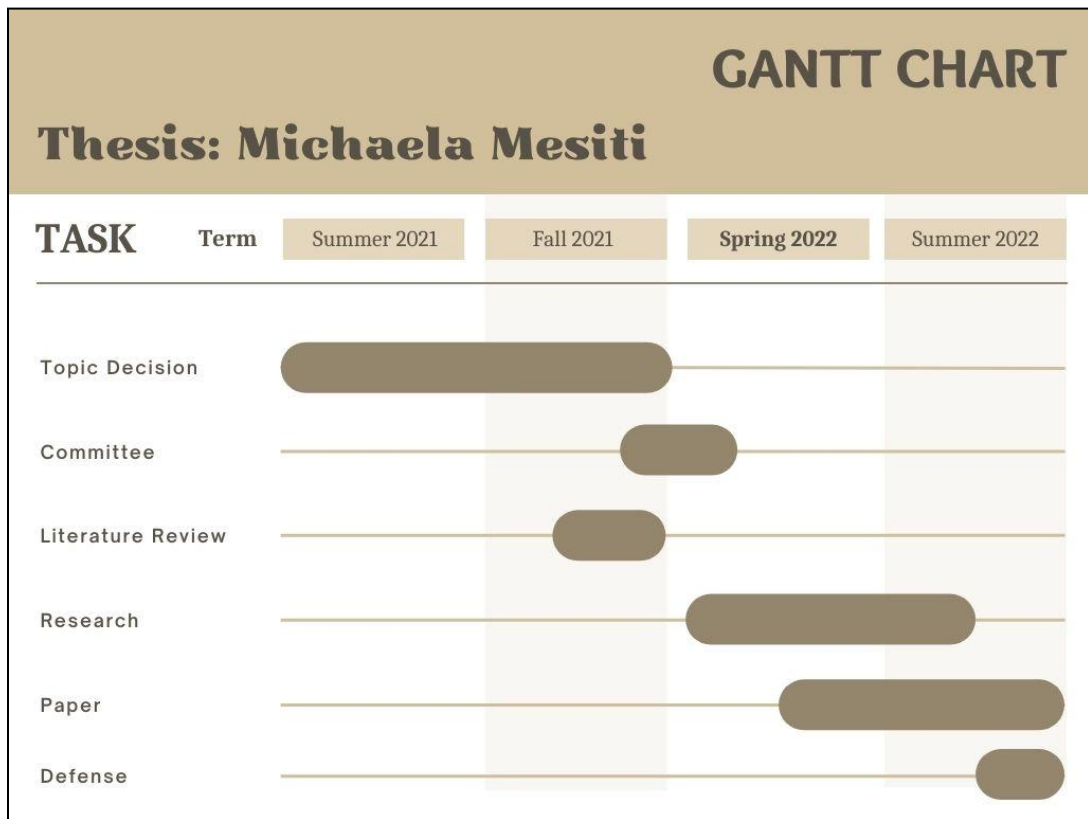 GANTT CHART
Thesis: Michaela Mesiti
TASK Term Summer 2021 Fall 2021 Spring 2022 Summer 2022
Topic Decision
Committee
Literature Review
Research
Paper
Defense